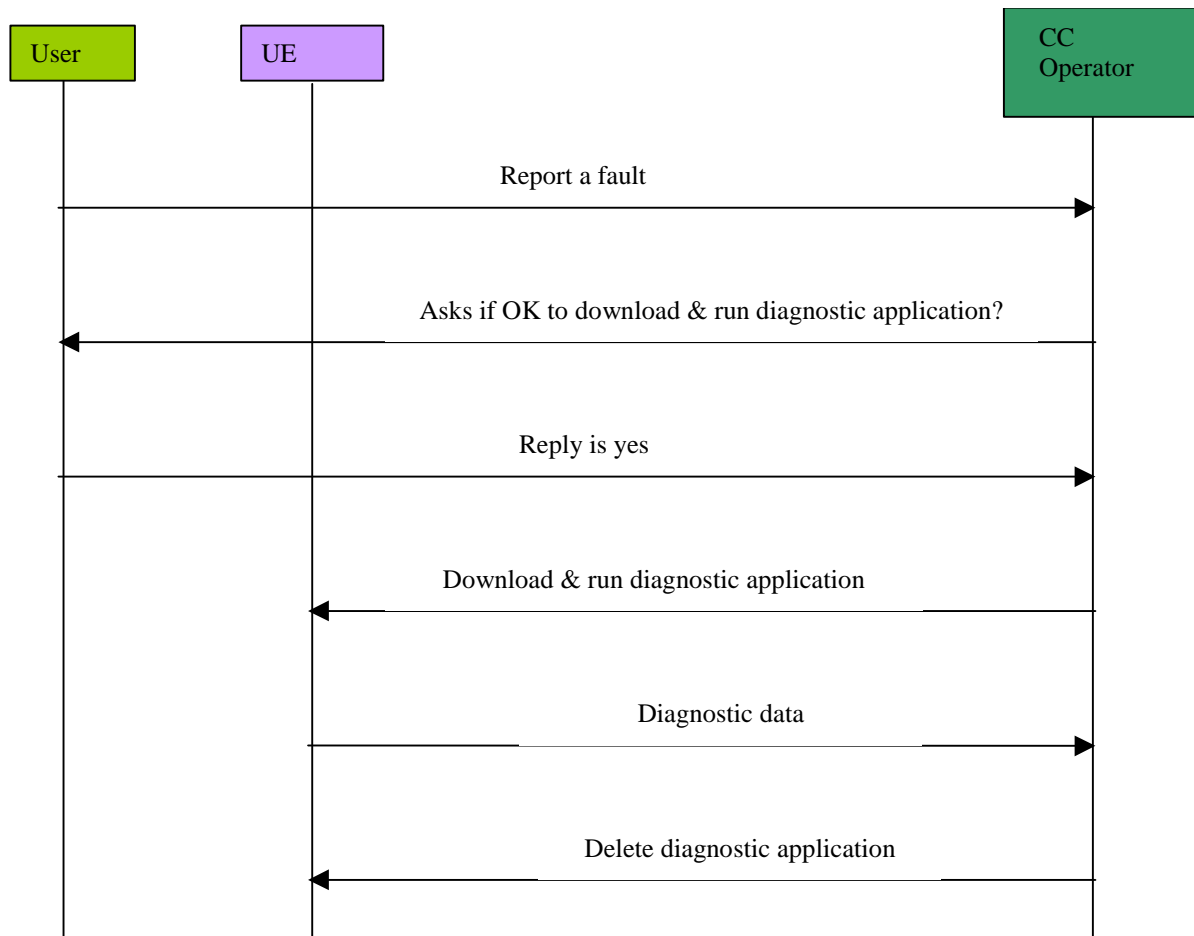 User
UE
CC
Operator
Report a fault
Asks if OK to download & run diagnostic application?
Reply is yes
Download & run diagnostic application
Diagnostic data
Delete diagnostic application